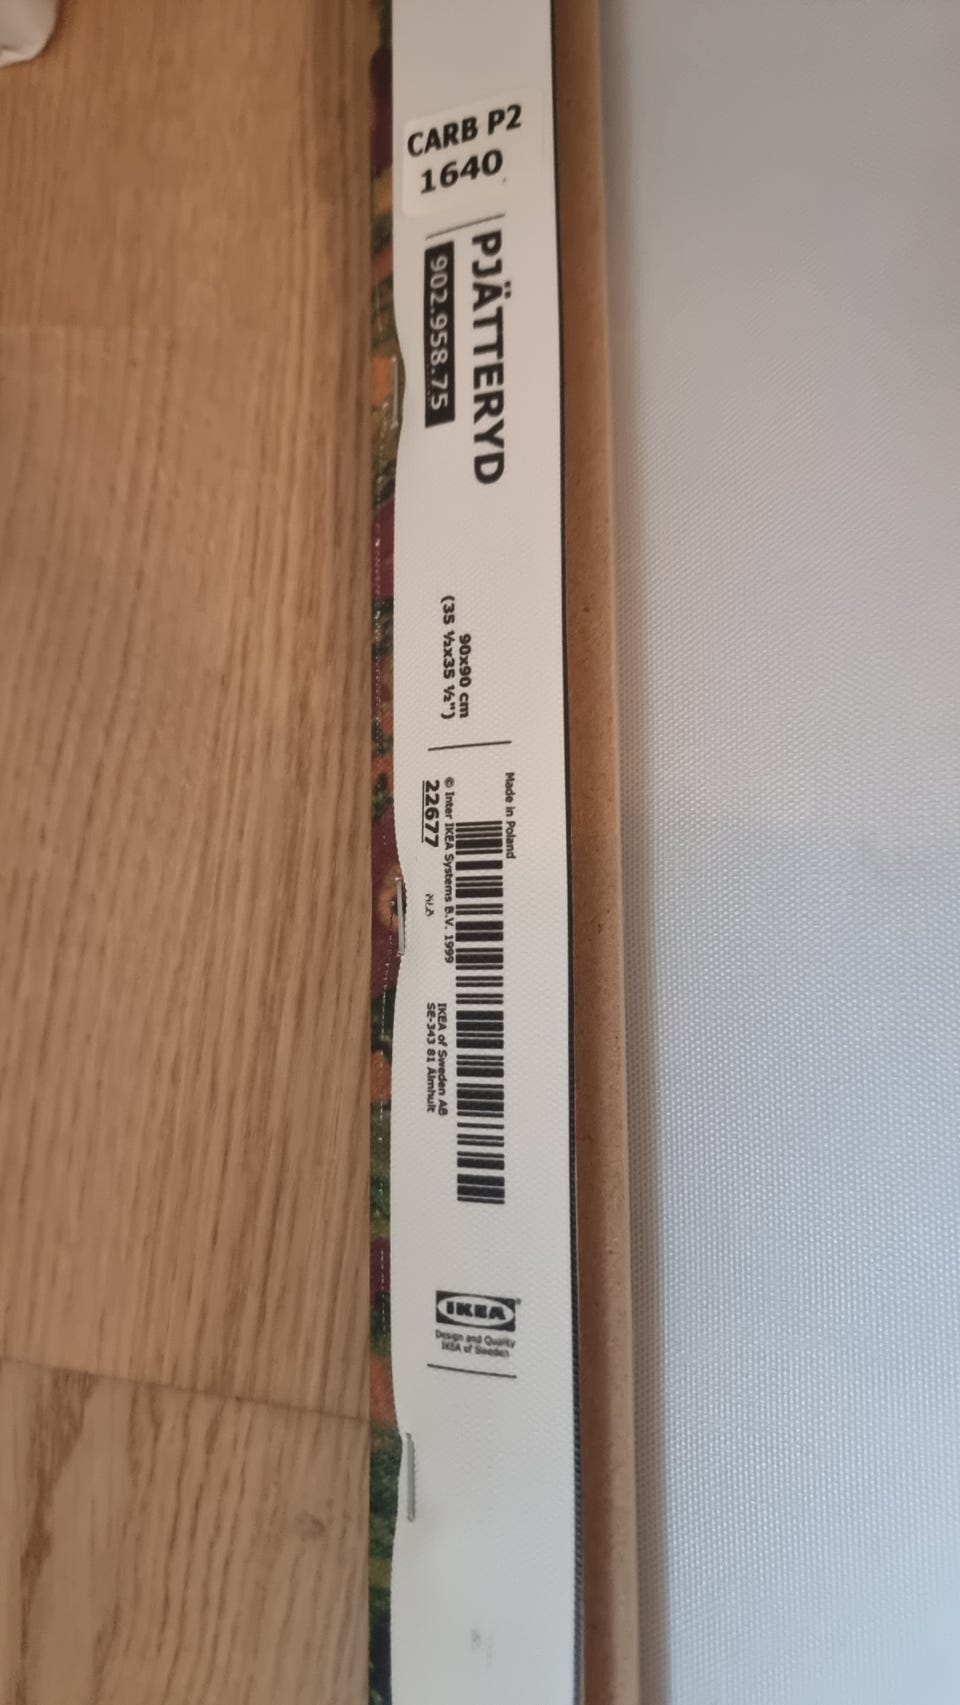 CARB P2
1640
PJÄTTERYD
902.958.75
90x90 cm
(35 ½x35 ½")
Made in Poland
© Inter IKEA Systems B.V. 1999
22677
IKEA of Sweden AB
SE-343 81 Älmhult
IKEA®
Design and Quality
IKEA of Sweden